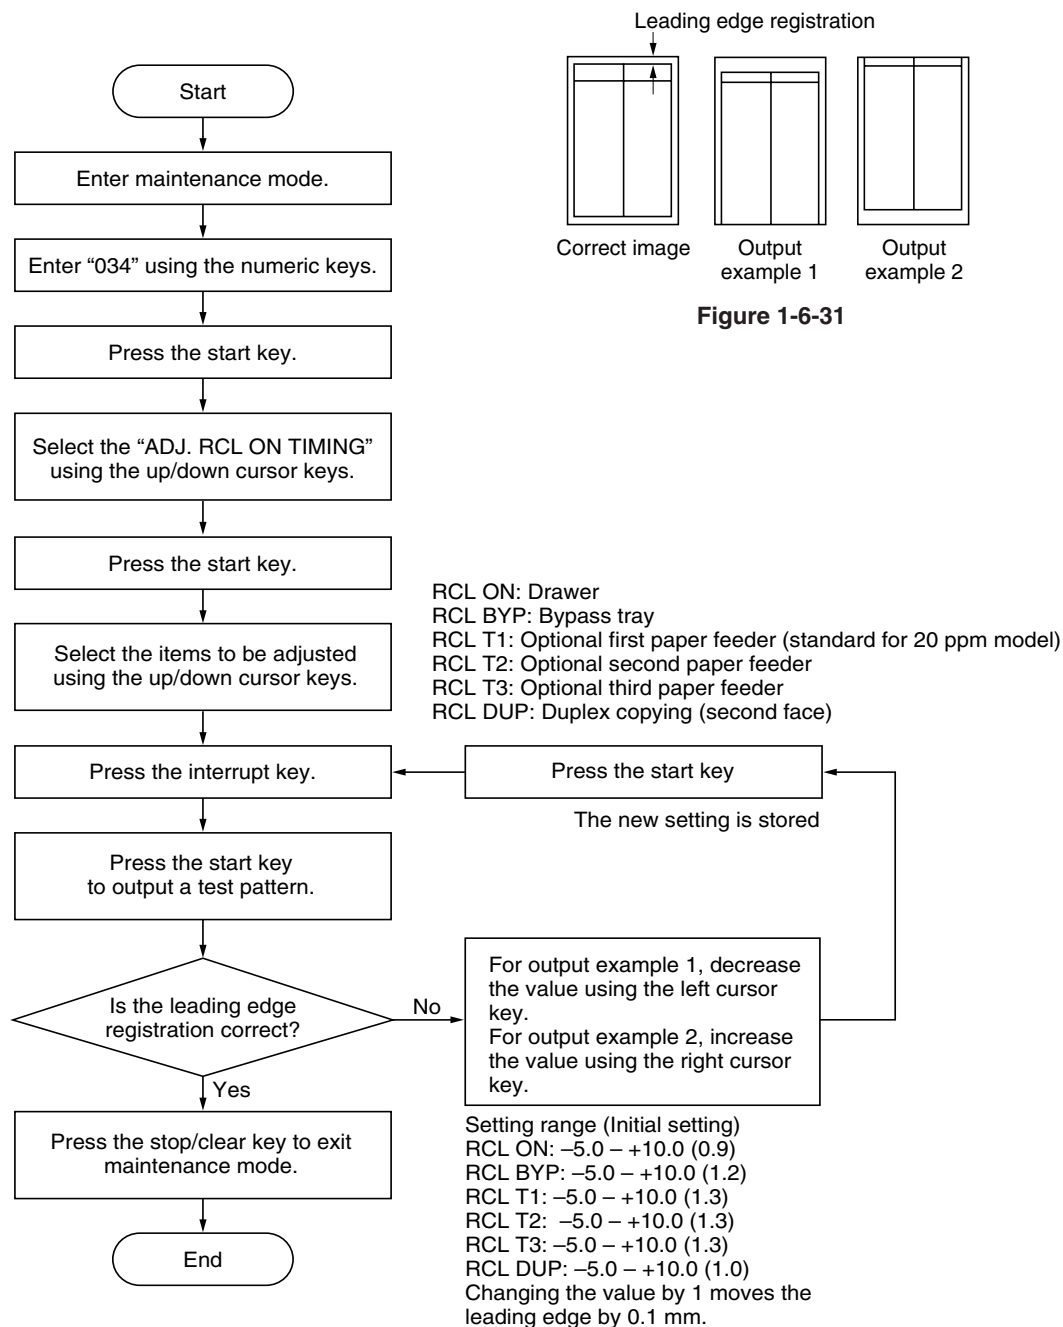 Leading edge registration
Correct image
Output
example 1
Output
example 2
Figure 1-6-31
Start
Enter maintenance mode.
Enter “034” using the numeric keys.
Press the start key.
Select the “ADJ. RCL ON TIMING”
using the up/down cursor keys.
Press the start key.
Select the items to be adjusted
using the up/down cursor keys.
RCL ON: Drawer
RCL BYP: Bypass tray
RCL T1: Optional first paper feeder (standard for 20 ppm model)
RCL T2: Optional second paper feeder
RCL T3: Optional third paper feeder
RCL DUP: Duplex copying (second face)
Press the interrupt key.
Press the start key
The new setting is stored
Press the start key
to output a test pattern.
Is the leading edge
registration correct?
No
Yes
For output example 1, decrease
the value using the left cursor
key.
For output example 2, increase
the value using the right cursor
key.
Setting range (Initial setting)
RCL ON: –5.0 – +10.0 (0.9)
RCL BYP: –5.0 – +10.0 (1.2)
RCL T1: –5.0 – +10.0 (1.3)
RCL T2:  –5.0 – +10.0 (1.3)
RCL T3: –5.0 – +10.0 (1.3)
RCL DUP: –5.0 – +10.0 (1.0)
Changing the value by 1 moves the
leading edge by 0.1 mm.
Press the stop/clear key to exit
maintenance mode.
End